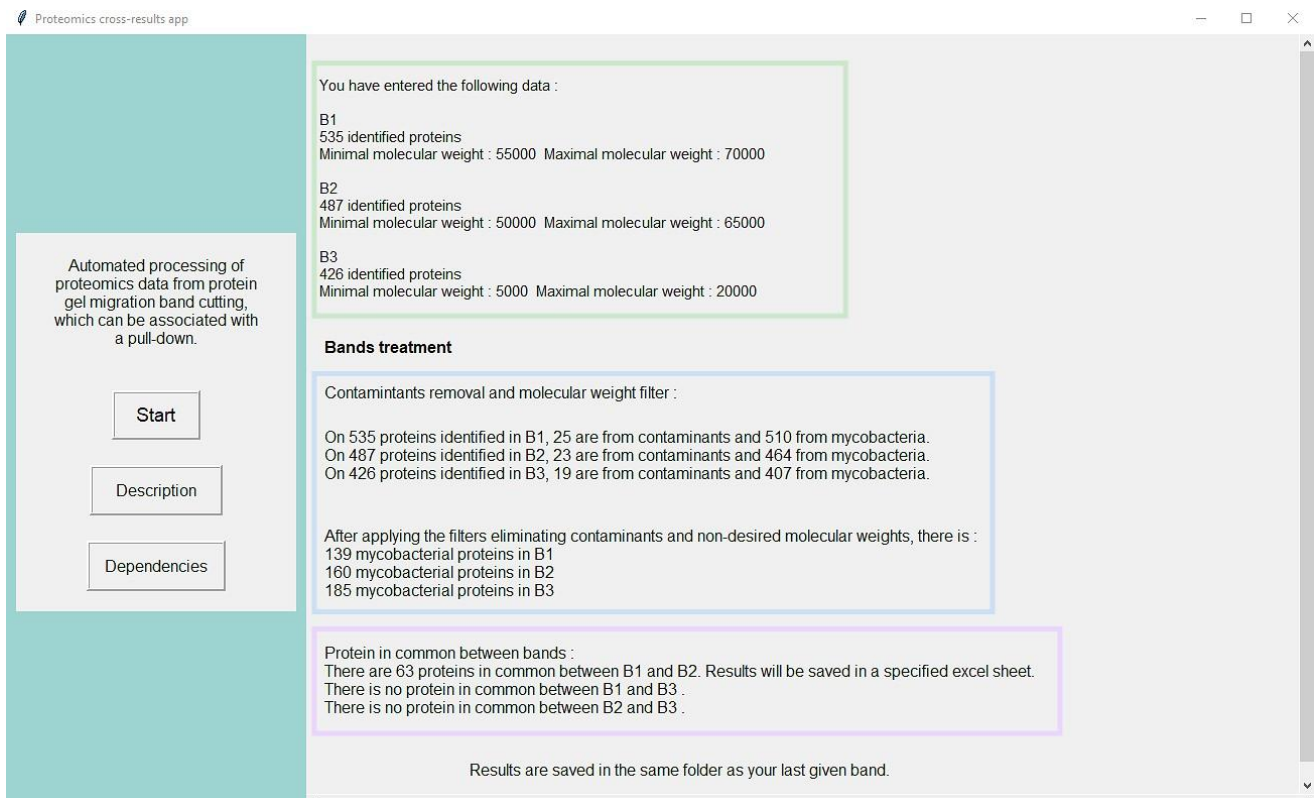 Proteomics cross-results app
Automated processing of
proteomics data from protein
gel migration band cutting,
which can be associated with
a pull-down.
Start
Description
Dependencies
You have entered the following data :
B1
535 identified proteins
Minimal molecular weight : 55000  Maximal molecular weight : 70000
B2
487 identified proteins
Minimal molecular weight : 50000  Maximal molecular weight : 65000
B3
426 identified proteins
Minimal molecular weight : 5000  Maximal molecular weight : 20000
Bands treatment
Contamintants removal and molecular weight filter :
On 535 proteins identified in B1, 25 are from contaminants and 510 from mycobacteria.
On 487 proteins identified in B2, 23 are from contaminants and 464 from mycobacteria.
On 426 proteins identified in B3, 19 are from contaminants and 407 from mycobacteria.
After applying the filters eliminating contaminants and non-desired molecular weights, there is :
139 mycobacterial proteins in B1
160 mycobacterial proteins in B2
185 mycobacterial proteins in B3
Protein in common between bands :
There are 63 proteins in common between B1 and B2. Results will be saved in a specified excel sheet.
There is no protein in common between B1 and B3 .
There is no protein in common between B2 and B3 .
Results are saved in the same folder as your last given band.